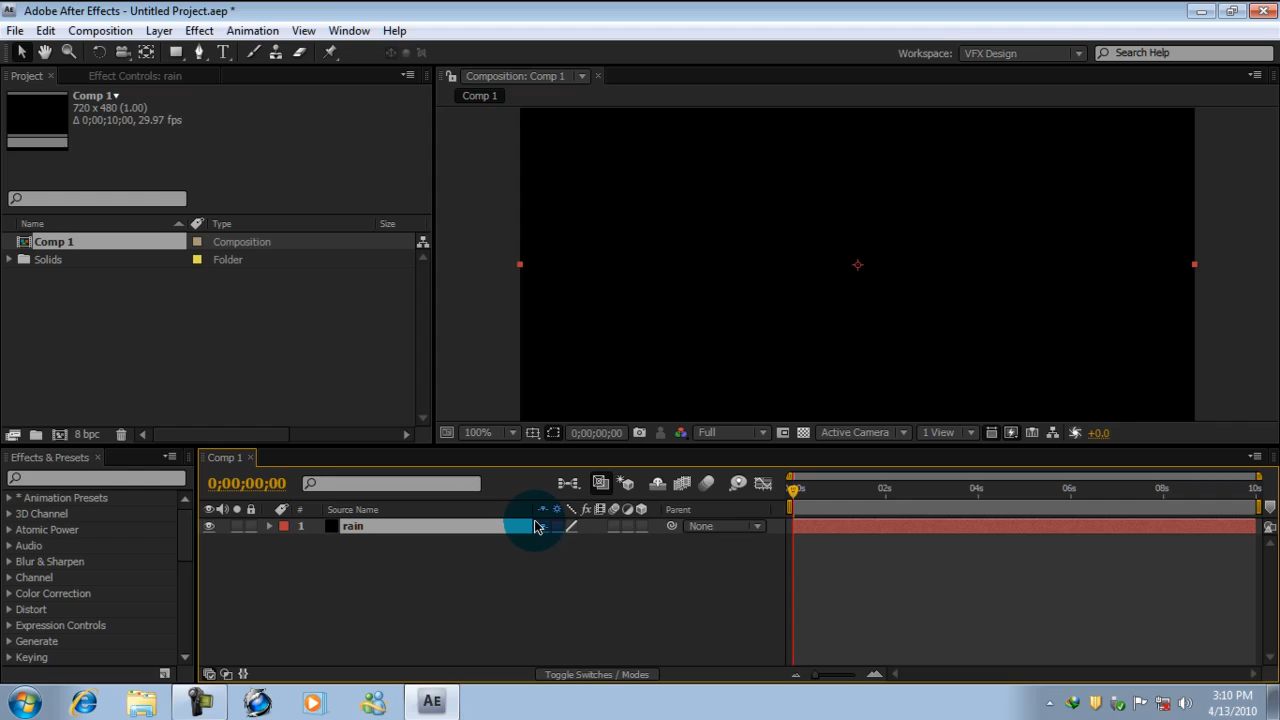 Adobe After Effects - Untitled Project.aep *
File Edit Composition Layer Effect Animation View Window Help
Workspace: VFX Design Search Help
Project Effect Controls: rain Composition: Comp 1
Comp 1
Comp 1
720 x 480 (1.00)
Δ 0;00;10;00, 29.97 fps
Name Type Size
Comp 1 Composition
Solids Folder
8 bpc 100% 0;00;00;00 Full Active Camera 1 View +0.0
Effects & Presets Comp 1
0;00;00;00
* Animation Presets
3D Channel
Atomic Power
Audio
Blur & Sharpen
Channel
Color Correction
Distort
Expression Controls
Generate
Keying
# Source Name fx Parent
1 rain None
0s 02s 04s 06s 08s 10s
Toggle Switches / Modes
AE
3:10 PM
4/13/2010